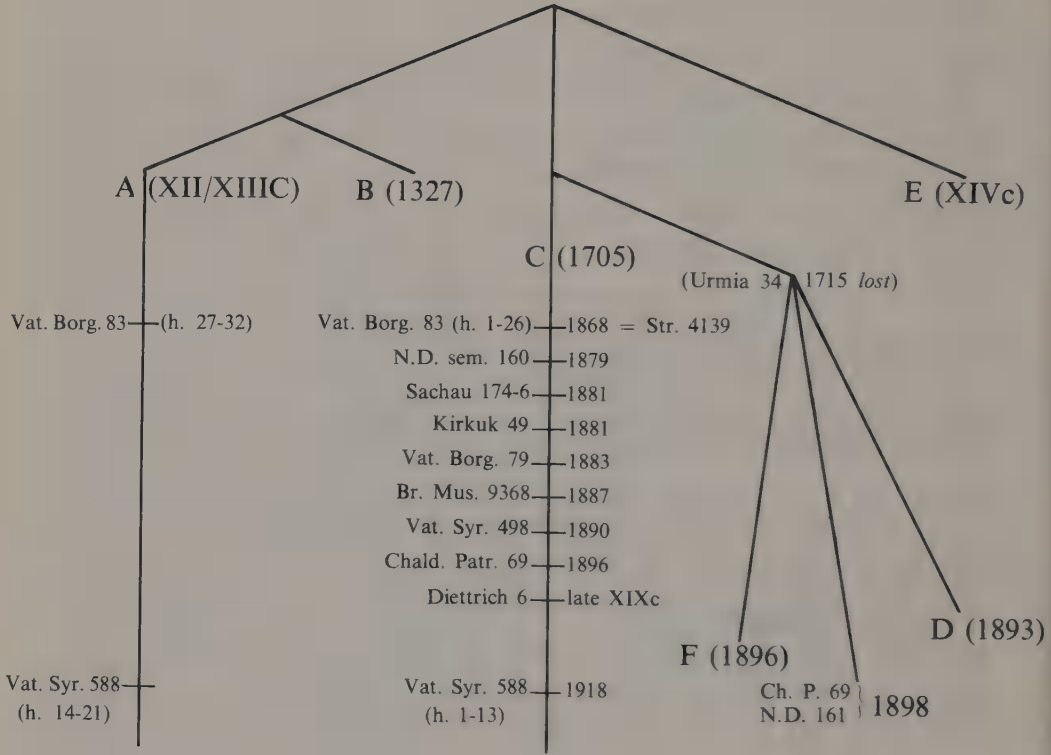 A (XII/XIIIC)
B (1327)
E (XIVc)
C (1705)
(Urmia 34 1715 lost)
Vat. Borg. 83 (h. 27-32)
Vat. Borg. 83 (h. 1-26) 1868 = Str. 4139
N.D. sem. 160 1879
Sachau 174-6 1881
Kirkuk 49 1881
Vat. Borg. 79 1883
Br. Mus. 9368 1887
Vat. Syr. 498 1890
Chald. Patr. 69 1896
Diettrich 6 late XIXc
D (1893)
F (1896)
Vat. Syr. 588
(h. 14-21)
Vat. Syr. 588 1918
(h. 1-13)
Ch. P. 69
N.D. 161 } 1898